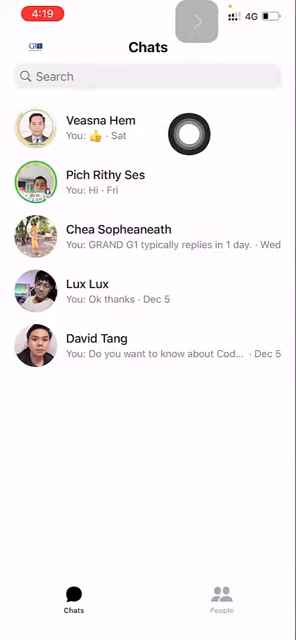 4:19
4G
G1
Chats
Search
Veasna Hem
You: 👍 · Sat
Pich Rithy Ses
You: Hi · Fri
Chea Sopheaneath
You: GRAND G1 typically replies in 1 day. · Wed
Lux Lux
You: Ok thanks · Dec 5
David Tang
You: Do you want to know about Cod... · Dec 5
Chats
People